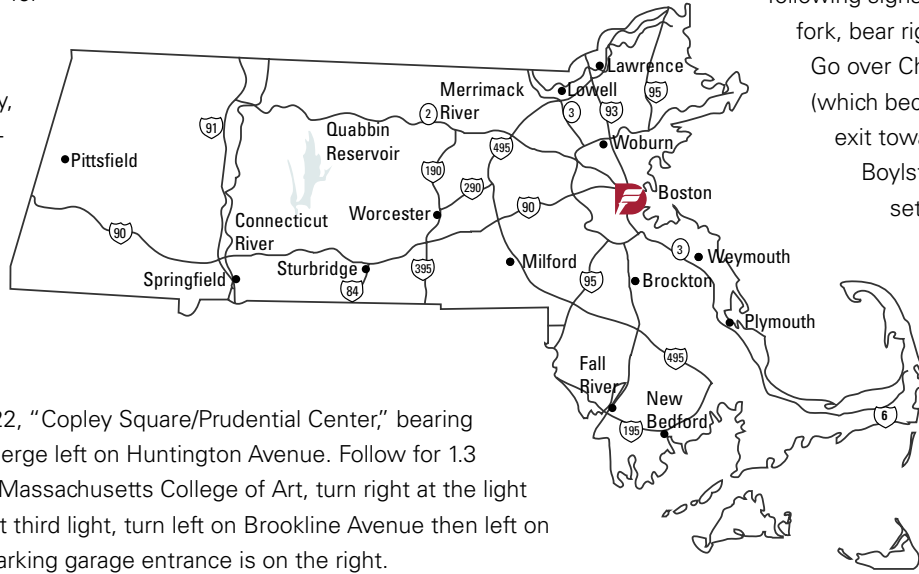 following signs
fork, bear rig
Go over Ch
(which bec
exit towa
Boylst
set
y,
Lawrence
Merrimack
River
Lowell
95
2
3
93
91
Quabbin
Reservoir
495
Woburn
Pittsfield
190
290
Boston
Connecticut
River
Worcester
90
90
3
Weymouth
Springfield
Sturbridge
395
Milford
95
Brockton
84
Plymouth
495
Fall
River
New
Bedford
195
6
22, “Copley Square/Prudential Center,” bearing
erge left on Huntington Avenue. Follow for 1.3
Massachusetts College of Art, turn right at the light
t third light, turn left on Brookline Avenue then left on
arking garage entrance is on the right.